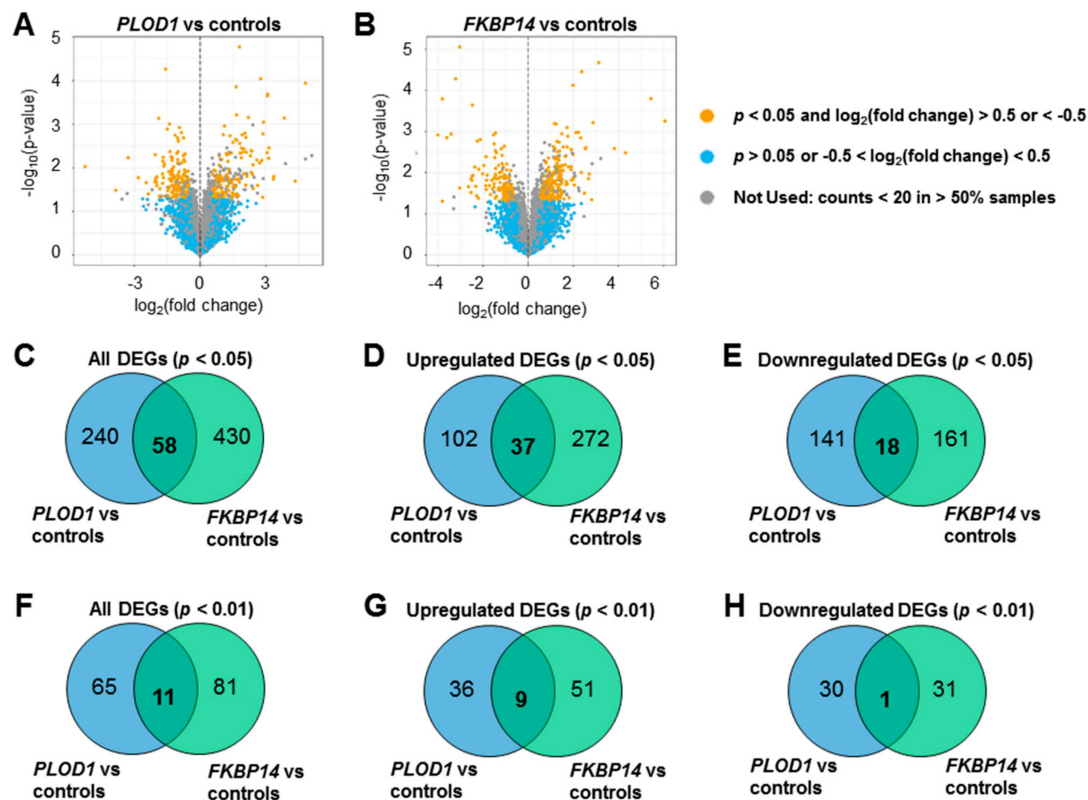 A
PLOD1 vs controls
5
4
3
2
1
0
-log10(p-value)
-3
0
3
log2(fold change)
B
FKBP14 vs controls
5
4
3
2
1
0
-log10(p-value)
-4
-2
0
2
4
6
log2(fold change)
p < 0.05 and log2(fold change) > 0.5 or < -0.5
p > 0.05 or -0.5 < log2(fold change) < 0.5
Not Used: counts < 20 in > 50% samples
C
All DEGs (p < 0.05)
240
58
430
PLOD1 vs
controls
FKBP14 vs
controls
D
Upregulated DEGs (p < 0.05)
102
37
272
PLOD1 vs
controls
FKBP14 vs
controls
E
Downregulated DEGs (p < 0.05)
141
18
161
PLOD1 vs
controls
FKBP14 vs
controls
F
All DEGs (p < 0.01)
65
11
81
PLOD1 vs
controls
FKBP14 vs
controls
G
Upregulated DEGs (p < 0.01)
36
9
51
PLOD1 vs
controls
FKBP14 vs
controls
H
Downregulated DEGs (p < 0.01)
30
1
31
PLOD1 vs
controls
FKBP14 vs
controls